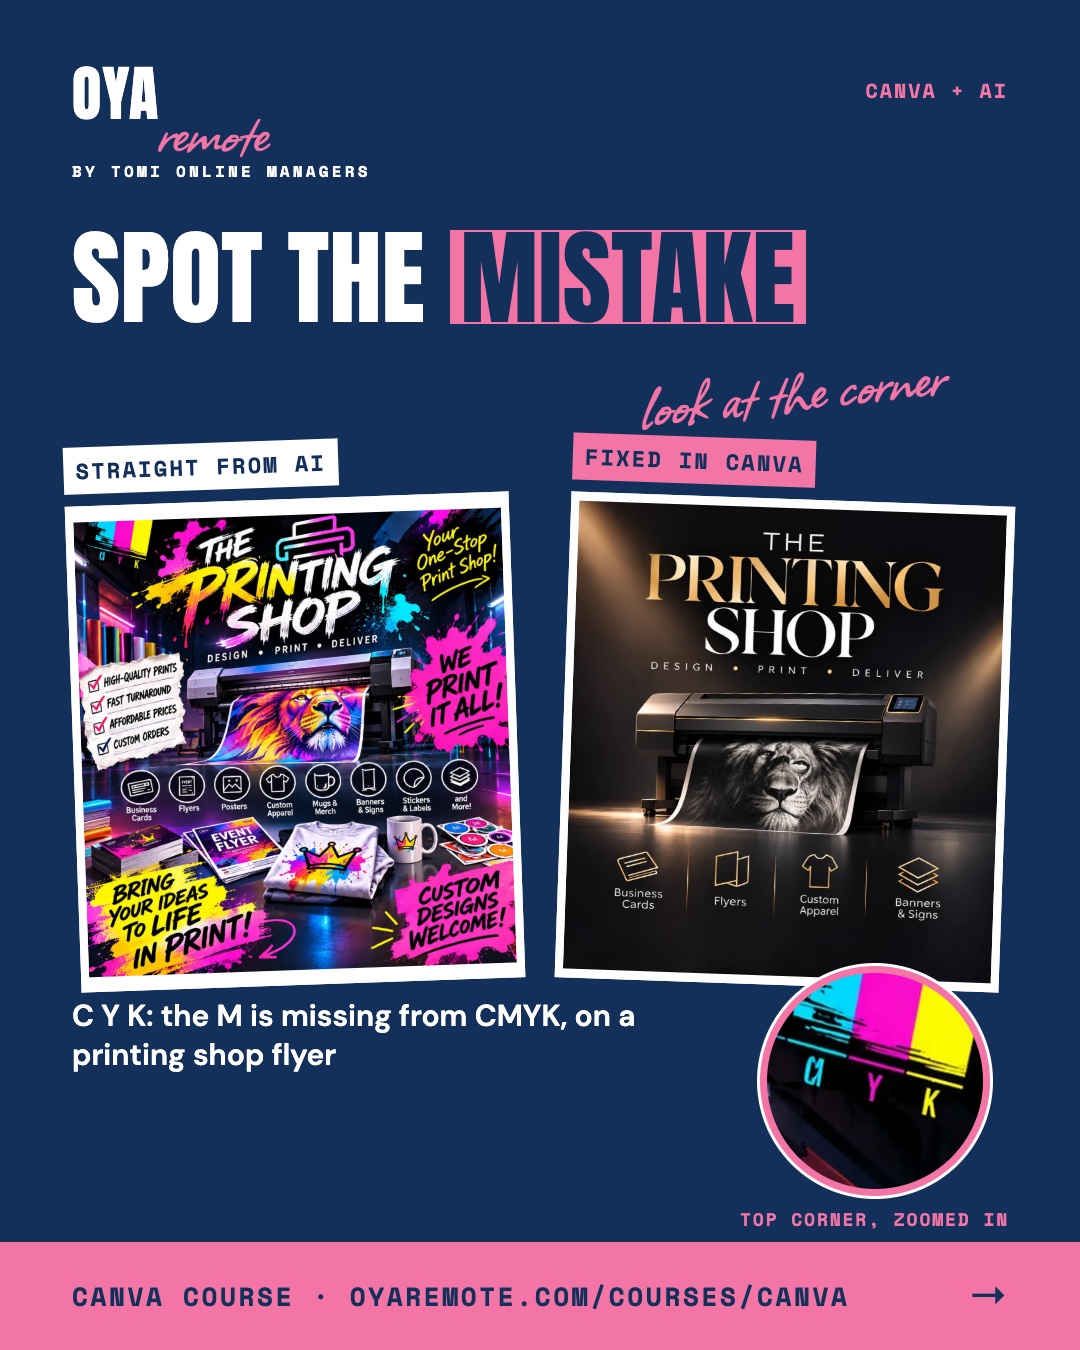 OYA
remote
BY TOMI ONLINE MANAGERS
CANVA + AI
SPOT THE MISTAKE
look at the corner
STRAIGHT FROM AI
FIXED IN CANVA
C Y K
THE
PRINTING
SHOP
DESIGN • PRINT • DELIVER
Your
One-Stop
Print Shop!
HIGH-QUALITY PRINTS
FAST TURNAROUND
AFFORDABLE PRICES
CUSTOM ORDERS
WE
PRINT
IT ALL!
Business
Cards
Flyers
Posters
Custom
Apparel
Mugs &
Merch
Banners
& Signs
Stickers
& Labels
and
More!
EVENT
FLYER
BRING
YOUR IDEAS
TO LIFE
IN PRINT!
CUSTOM
DESIGNS
WELCOME!
THE
PRINTING
SHOP
DESIGN • PRINT • DELIVER
Business
Cards
Flyers
Custom
Apparel
Banners
& Signs
C Y K: the M is missing from CMYK, on a
printing shop flyer
Y K
TOP CORNER, ZOOMED IN
CANVA COURSE · OYAREMOTE.COM/COURSES/CANVA →